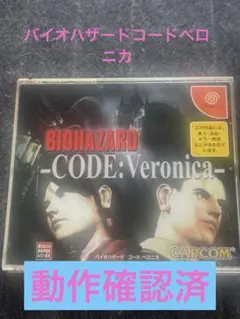 バイオハザードコードベロ
ニカ
BIOHAZARD
-CODE:Veronica-
バイオハザード コード ベロニカ
CAPCOM
動作確認済